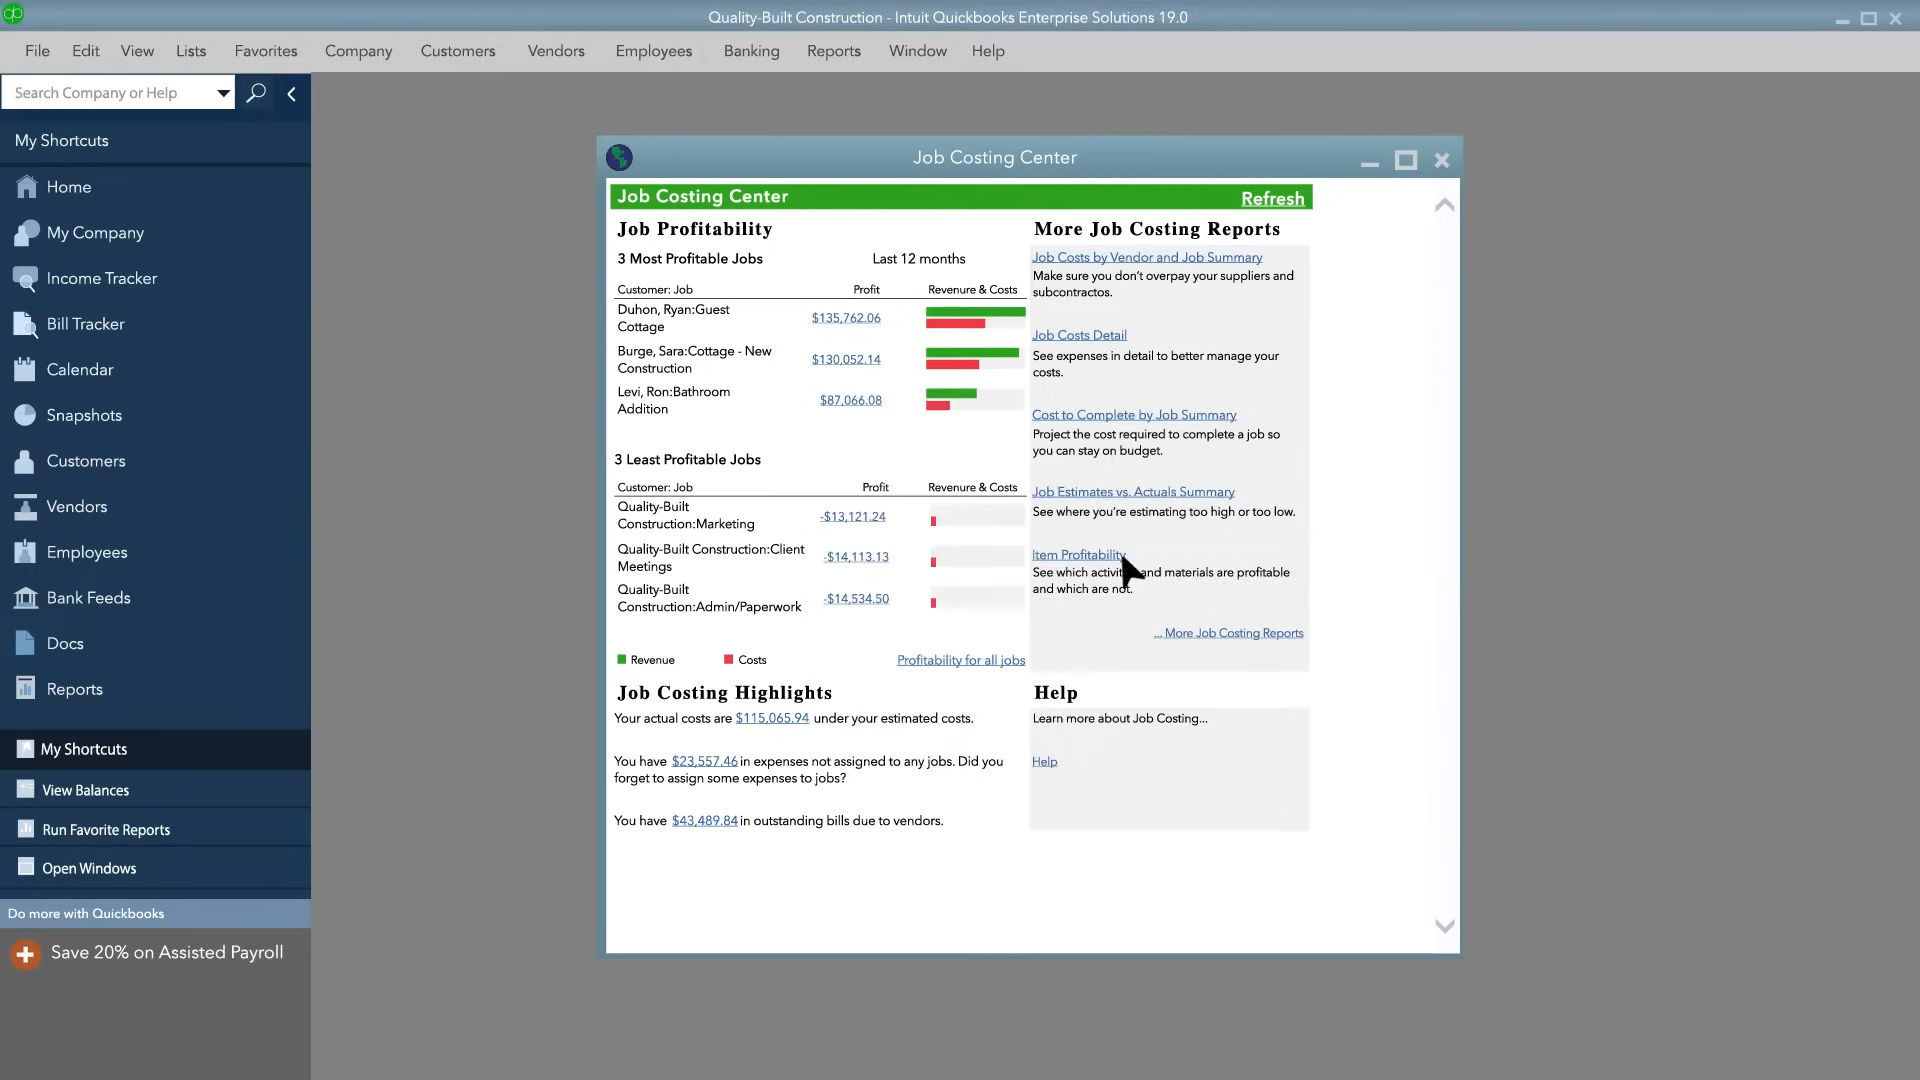 Quality-Built Construction - Intuit Quickbooks Enterprise Solutions 19.0
File Edit View Lists Favorites Company Customers Vendors Employees Banking Reports Window Help
Search Company or Help
My Shortcuts
Home
My Company
Income Tracker
Bill Tracker
Calendar
Snapshots
Customers
Vendors
Employees
Bank Feeds
Docs
Reports
My Shortcuts
View Balances
Run Favorite Reports
Open Windows
Do more with Quickbooks
Save 20% on Assisted Payroll
Job Costing Center
Job Costing Center Refresh
Job Profitability
3 Most Profitable Jobs Last 12 months
Customer: Job Profit Revenure & Costs
Duhon, Ryan:Guest
Cottage $135,762.06
Burge, Sara:Cottage - New
Construction $130,052.14
Levi, Ron:Bathroom
Addition $87,066.08
3 Least Profitable Jobs
Customer: Job Profit Revenure & Costs
Quality-Built
Construction:Marketing -$13,121.24
Quality-Built Construction:Client
Meetings -$14,113.13
Quality-Built
Construction:Admin/Paperwork -$14,534.50
Revenue Costs Profitability for all jobs
Job Costing Highlights
Your actual costs are $115,065.94 under your estimated costs.
You have $23,557.46 in expenses not assigned to any jobs. Did you
forget to assign some expenses to jobs?
You have $43,489.84 in outstanding bills due to vendors.
More Job Costing Reports
Job Costs by Vendor and Job Summary
Make sure you don't overpay your suppliers and
subcontractos.
Job Costs Detail
See expenses in detail to better manage your
costs.
Cost to Complete by Job Summary
Project the cost required to complete a job so
you can stay on budget.
Job Estimates vs. Actuals Summary
See where you're estimating too high or too low.
Item Profitability
See which activit and materials are profitable
and which are not.
... More Job Costing Reports
Help
Learn more about Job Costing...
Help